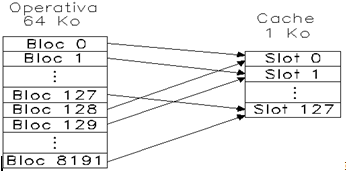 Operativa
64 Ko
Bloc 0
Bloc 1
⋮
Bloc 127
Bloc 128
Bloc 129
⋮
Bloc 8191
Cache
1 Ko
Slot 0
Slot 1
⋮
Slot 127